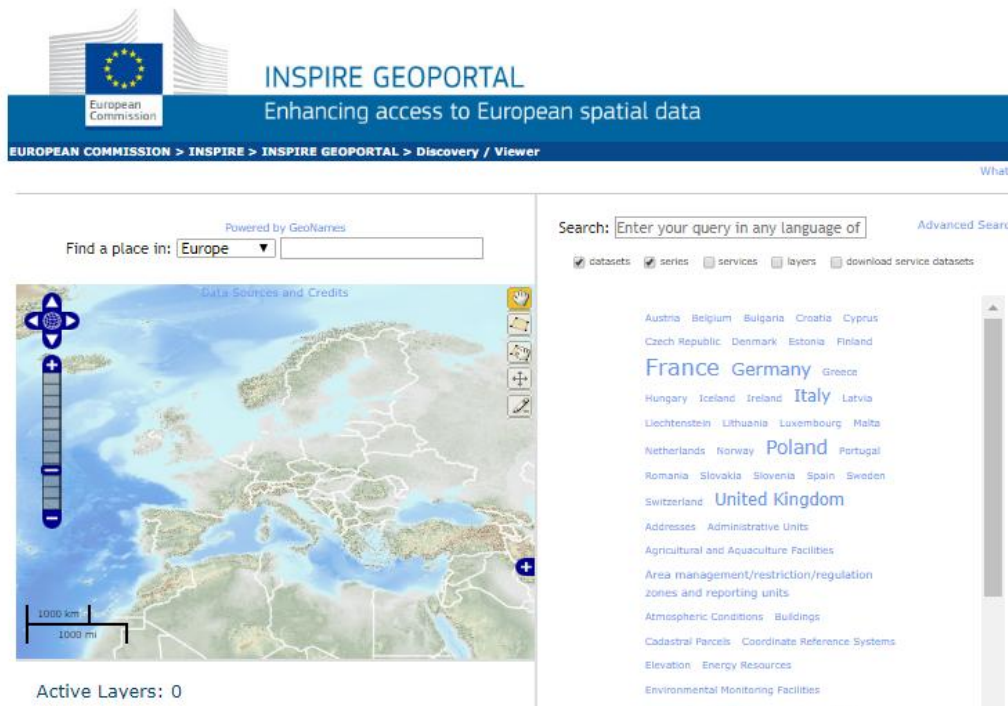 European
Commission
INSPIRE GEOPORTAL
Enhancing access to European spatial data
EUROPEAN COMMISSION > INSPIRE > INSPIRE GEOPORTAL > Discovery / Viewer
What
Powered by GeoNames
Find a place in: Europe
Data Sources and Credits
1000 km
1000 mi
Active Layers: 0
Search: Enter your query in any language of
Advanced Searc
datasets series services layers download service datasets
Austria Belgium Bulgaria Croatia Cyprus
Czech Republic Denmark Estonia Finland
France Germany Greece
Hungary Iceland Ireland Italy Latvia
Liechtenstein Lithuania Luxembourg Malta
Netherlands Norway Poland Portugal
Romania Slovakia Slovenia Spain Sweden
Switzerland United Kingdom
Addresses Administrative Units
Agricultural and Aquaculture Facilities
Area management/restriction/regulation
zones and reporting units
Atmospheric Conditions Buildings
Cadastral Parcels Coordinate Reference Systems
Elevation Energy Resources
Environmental Monitoring Facilities